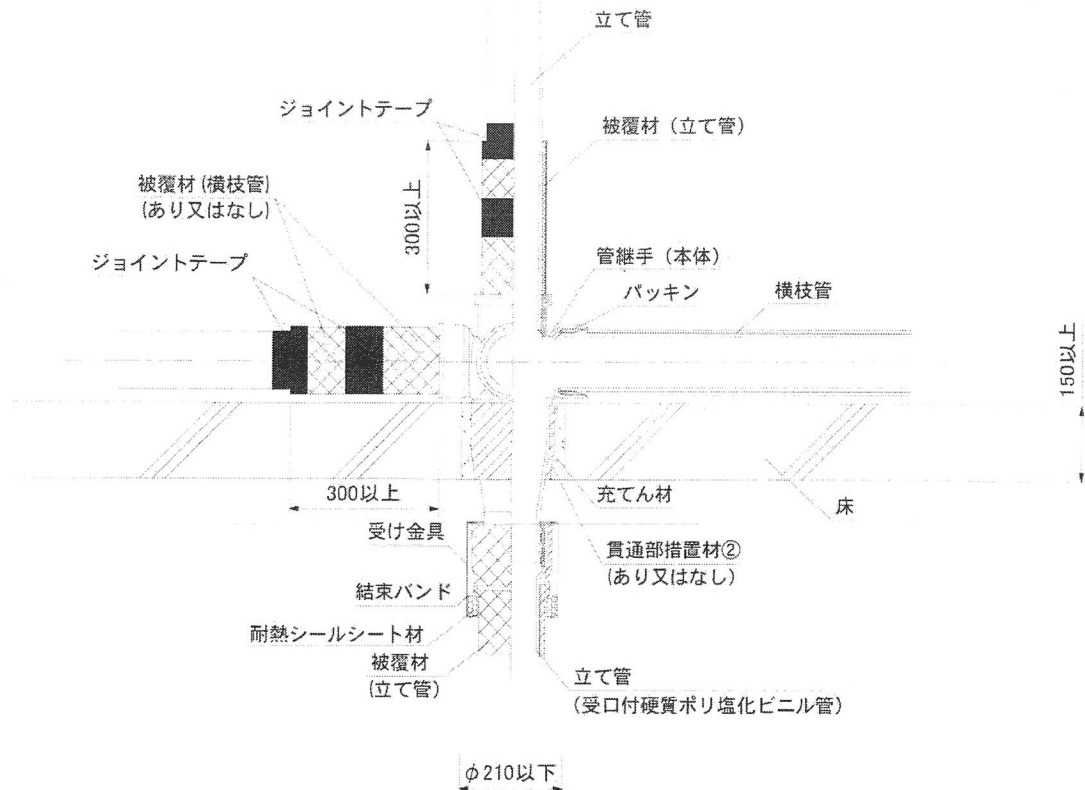 立て管
ジョイントテープ
被覆材（立て管）
被覆材(横枝管)
(あり又はなし)
300以上
ジョイントテープ
管継手（本体）
パッキン
横枝管
150以上
300以上
充てん材
床
受け金具
貫通部措置材②
(あり又はなし)
結束バンド
耐熱シールシート材
被覆材
(立て管)
立て管
(受口付硬質ポリ塩化ビニル管)
φ210以下